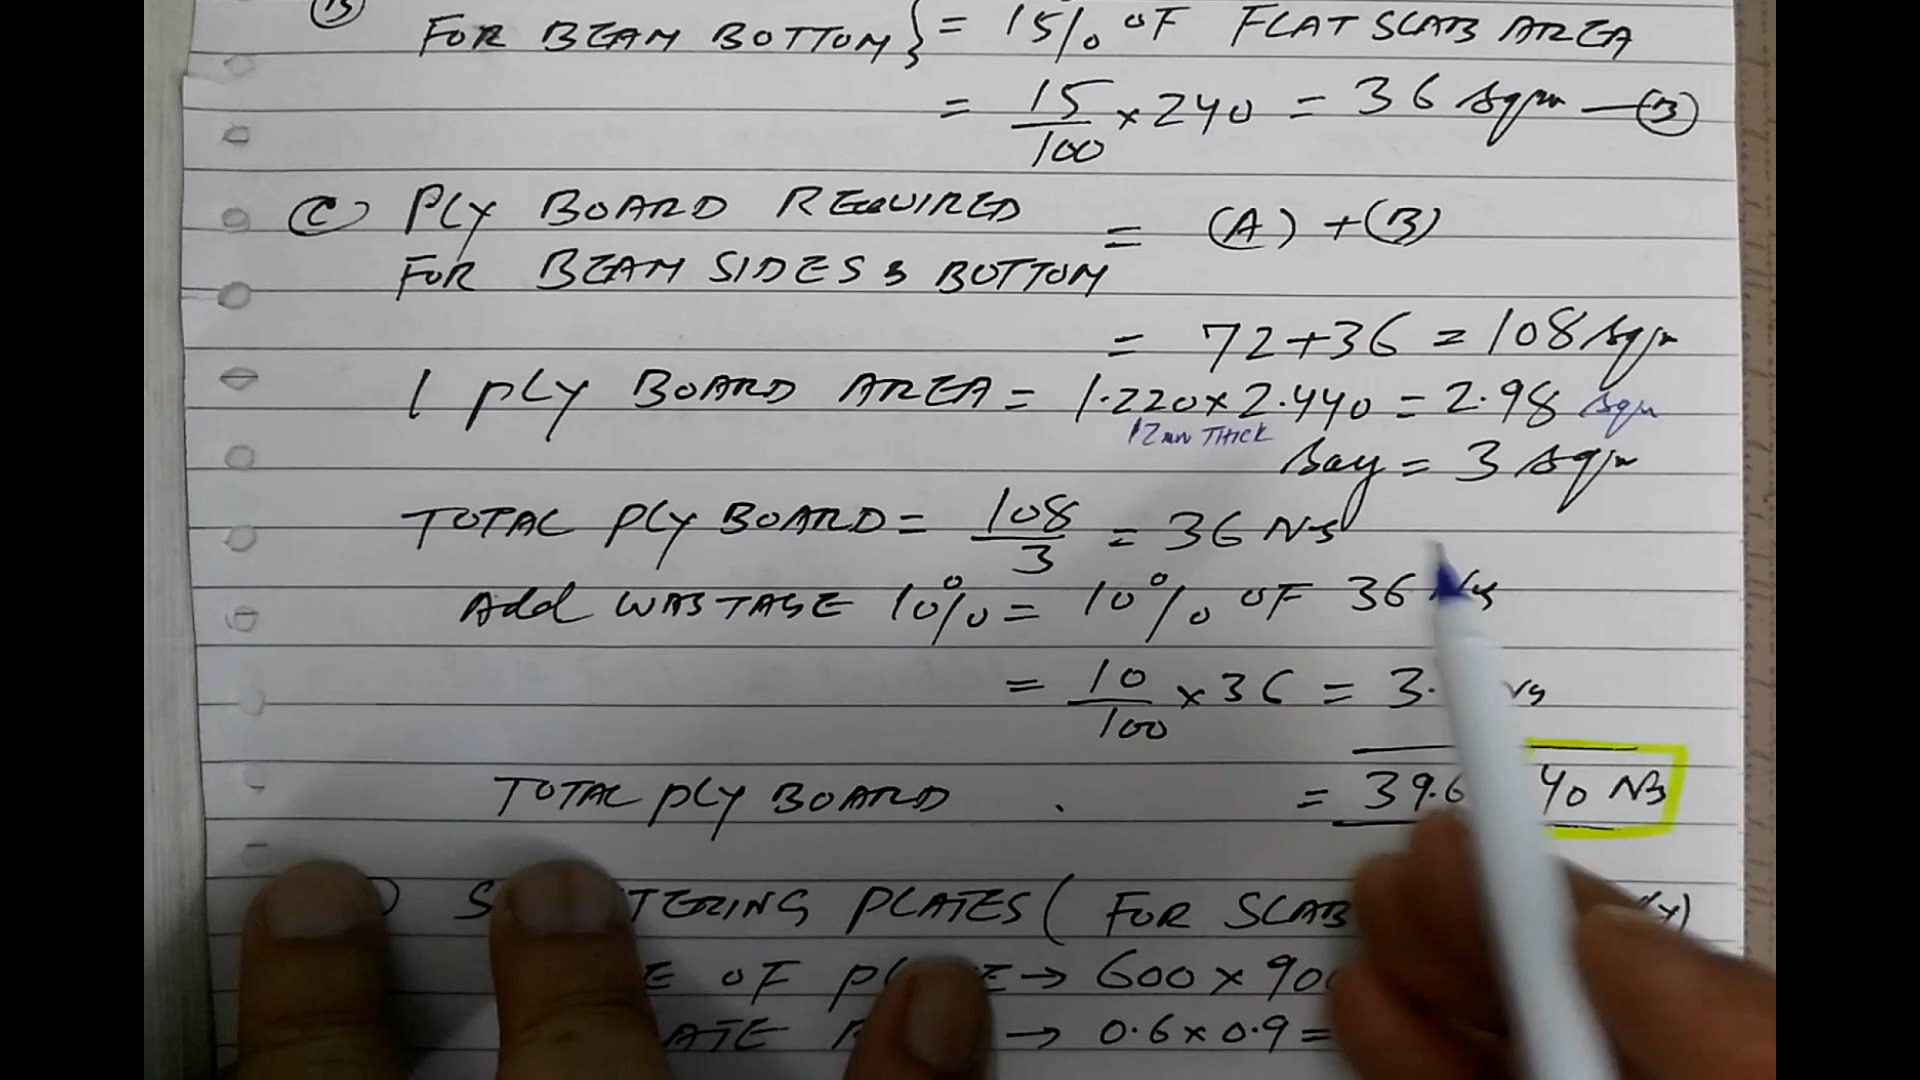 B
FOR BEAM BOTTOM} = 15% OF FLAT SLAB AREA
= 15/100 × 240 = 36 sqm — (B)
(C) PLY BOARD REQUIRED
FOR BEAM SIDES & BOTTOM = (A) + (B)
= 72+36 = 108 sqm
1 PLY BOARD AREA = 1.220 × 2.440 = 2.98 sqm
12mm THICK
Say = 3 sqm
TOTAL PLY BOARD = 108/3 = 36 Ns
Add WASTAGE 10% = 10% OF 36 Ns
= 10/100 × 36 = 3.
TOTAL PLY BOARD = 39.6 40 Ns
PLATES ( FOR SLAB
OF → 600 × 90
→ 0.6 × 0.9 =